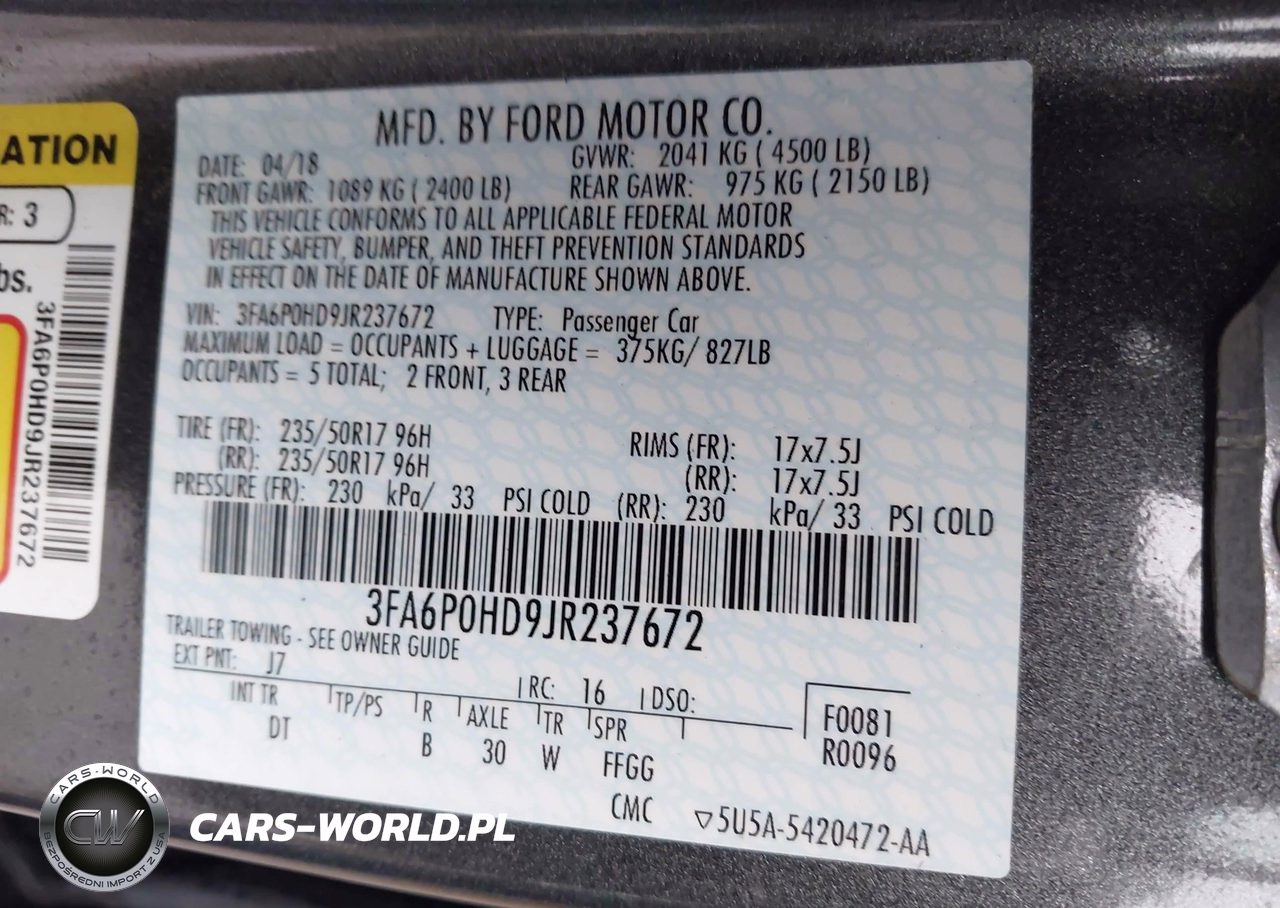 ATION
R: 3
bs.
3FA6P0HD9JR237672
MFD. BY FORD MOTOR CO.
DATE: 04/18 GVWR: 2041 KG ( 4500 LB)
FRONT GAWR: 1089 KG ( 2400 LB) REAR GAWR: 975 KG ( 2150 LB)
THIS VEHICLE CONFORMS TO ALL APPLICABLE FEDERAL MOTOR
VEHICLE SAFETY, BUMPER, AND THEFT PREVENTION STANDARDS
IN EFFECT ON THE DATE OF MANUFACTURE SHOWN ABOVE.
VIN: 3FA6P0HD9JR237672 TYPE: Passenger Car
MAXIMUM LOAD = OCCUPANTS + LUGGAGE = 375KG/ 827LB
OCCUPANTS = 5 TOTAL; 2 FRONT, 3 REAR
TIRE (FR): 235/50R17 96H RIMS (FR): 17x7.5J
(RR): 235/50R17 96H (RR): 17x7.5J
PRESSURE (FR): 230 kPa/ 33 PSI COLD (RR): 230 kPa/ 33 PSI COLD
3FA6P0HD9JR237672
TRAILER TOWING - SEE OWNER GUIDE
EXT PNT: J7 RC: 16 DSO:
INT TR TP/PS R AXLE TR SPR F0081
DT B 30 W FFGG R0096
CMC ▽5U5A-5420472-AA
CARS-WORLD
CW
BEZPOŚREDNI IMPORT Z USA
CARS-WORLD.PL